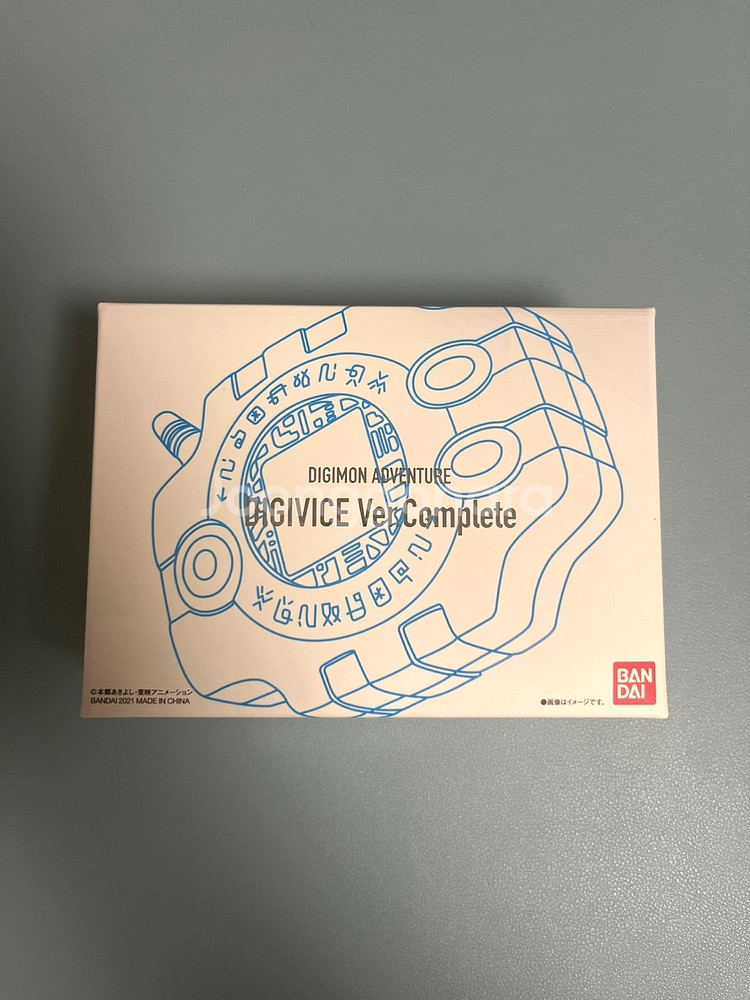 DIGIMON ADVENTURE
DIGIVICE Ver.Complete
©本郷あきよし・東映アニメーション
BANDAI 2021 MADE IN CHINA
●画像はイメージです。
BAN
DAI